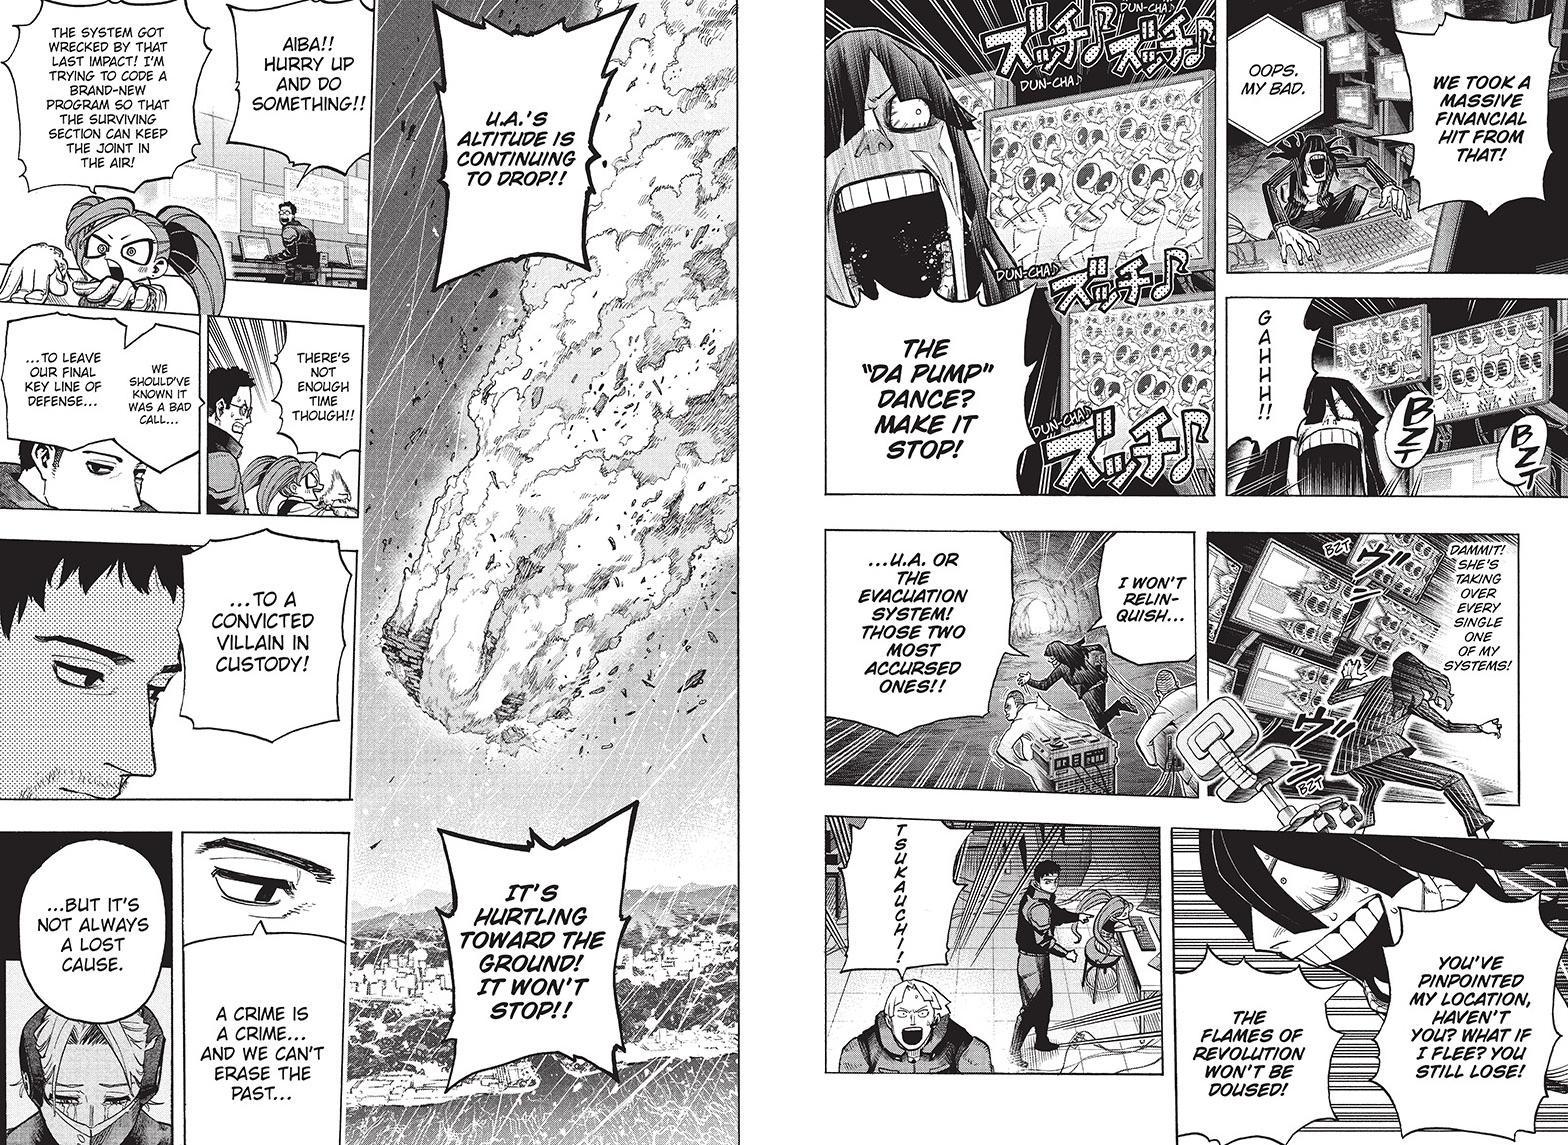 WE TOOK A
MASSIVE
FINANCIAL
HIT FROM
THAT!
OOPS.
MY BAD.
DUN-CHA♪
ズッチ♪
DUN-CHA♪
ズッチ♪
DUN-CHA♪
ズッチ♪
DUN-CHA♪
ズッチ♪
GAHHH!!
BZT
BZT
THE
"DA PUMP"
DANCE?
MAKE IT
STOP!
DAMMIT!
SHE'S
TAKING
OVER
EVERY
SINGLE
ONE
OF MY
SYSTEMS!
BZT
ヴッ
ヴッ
BZT
I WON'T
RELIN-
QUISH...
...U.A. OR
THE
EVACUATION
SYSTEM!
THOSE TWO
MOST
ACCURSED
ONES!!
YOU'VE
PINPOINTED
MY LOCATION,
HAVEN'T
YOU? WHAT IF
I FLEE? YOU
STILL LOSE!
THE
FLAMES OF
REVOLUTION
WON'T BE
DOUSED!
TSUKAUCHI!
U.A.'S
ALTITUDE IS
CONTINUING
TO DROP!!
IT'S
HURTLING
TOWARD THE
GROUND!
IT WON'T
STOP!!
AIBA!!
HURRY UP
AND DO
SOMETHING!!
THE SYSTEM GOT
WRECKED BY THAT
LAST IMPACT! I'M
TRYING TO CODE A
BRAND-NEW
PROGRAM SO THAT
THE SURVIVING
SECTION CAN KEEP
THE JOINT IN
THE AIR!
THERE'S
NOT
ENOUGH
TIME
THOUGH!!
WE
SHOULD'VE
KNOWN IT
WAS A BAD
CALL...
...TO LEAVE
OUR FINAL
KEY LINE OF
DEFENSE...
...TO A
CONVICTED
VILLAIN IN
CUSTODY!
A CRIME IS
A CRIME...
AND WE CAN'T
ERASE THE
PAST...
...BUT IT'S
NOT ALWAYS
A LOST
CAUSE.